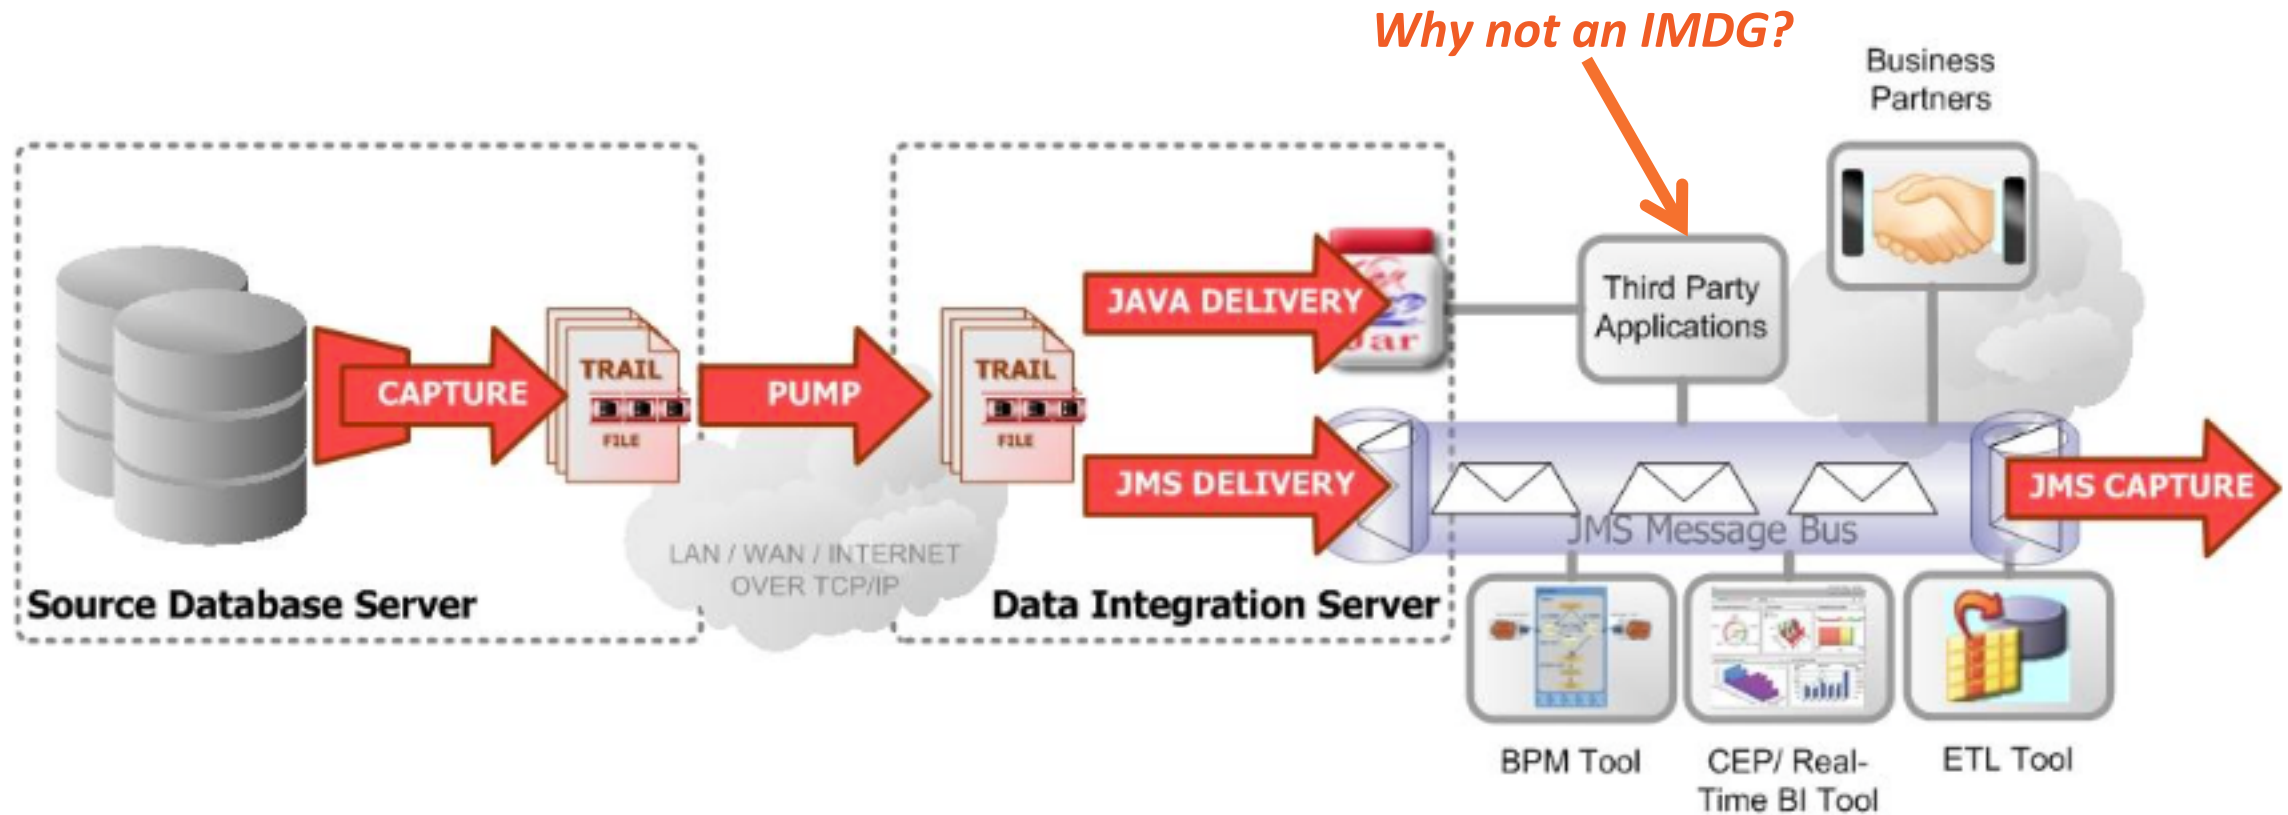 Why not an IMDG?
Business
Partners
Third Party
Applications
JAVA DELIVERY
Jar
CAPTURE
TRAIL
FILE
PUMP
TRAIL
FILE
JMS DELIVERY
JMS CAPTURE
JMS Message Bus
LAN / WAN / INTERNET
OVER TCP/IP
Source Database Server
Data Integration Server
BPM Tool
CEP/ Real-
Time BI Tool
ETL Tool